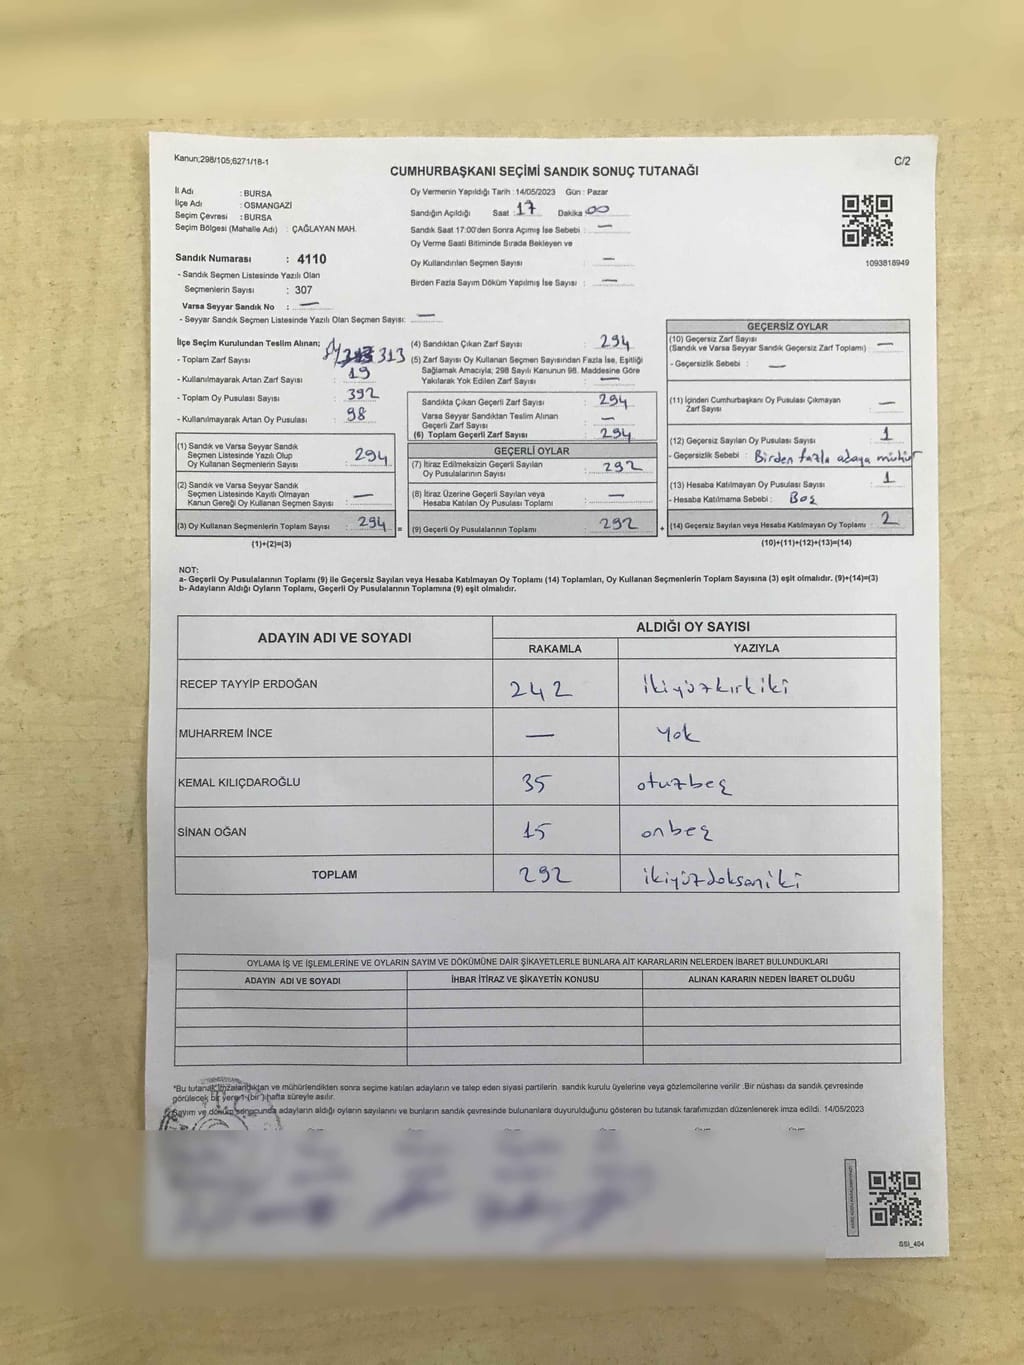 Kanun;298/105;6271/18-1
C/2
CUMHURBAŞKANI SEÇİMİ SANDIK SONUÇ TUTANAĞI
İl Adı : BURSA
İlçe Adı : OSMANGAZİ
Seçim Çevresi : BURSA
Seçim Bölgesi (Mahalle Adı) : ÇAĞLAYAN MAH.
Sandık Numarası : 4110
- Sandık Seçmen Listesinde Yazılı Olan
Seçmenlerin Sayısı : 307
Varsa Seyyar Sandık No : —
- Seyyar Sandık Seçmen Listesinde Yazılı Olan Seçmen Sayısı: —
Oy Vermenin Yapıldığı Tarih : 14/05/2023 Gün : Pazar
Sandığın Açıldığı Saat : 17 Dakika : 00
Sandık Saat 17:00'den Sonra Açımış İse Sebebi : —
Oy Verme Saati Bitiminde Sırada Bekleyen ve
Oy Kullandırılan Seçmen Sayısı —
Birden Fazla Sayım Döküm Yapılmış İse Sayısı : —
1093818949
İlçe Seçim Kurulundan Teslim Alınan;
- Toplam Zarf Sayısı 313
- Kullanılmayarak Artan Zarf Sayısı : 19
- Toplam Oy Pusulası Sayısı : 392
- Kullanılmayarak Artan Oy Pusulası : 98
(1) Sandık ve Varsa Seyyar Sandık
Seçmen Listesinde Yazılı Olup
Oy Kullanan Seçmenlerin Sayısı : 294
(2) Sandık ve Varsa Seyyar Sandık
Seçmen Listesinde Kayıtlı Olmayan
Kanun Gereği Oy Kullanan Seçmen Sayısı : —
(3) Oy Kullanan Seçmenlerin Toplam Sayısı : 294 =
(1)+(2)=(3)
(4) Sandıktan Çıkan Zarf Sayısı : 294
(5) Zarf Sayısı Oy Kullanan Seçmen Sayısından Fazla İse, Eşitliği
Sağlamak Amacıyla; 298 Sayılı Kanunun 98. Maddesine Göre
Yakılarak Yok Edilen Zarf Sayısı : —
Sandıkta Çıkan Geçerli Zarf Sayısı : 294
Varsa Seyyar Sandıktan Teslim Alınan
Geçerli Zarf Sayısı : —
(6) Toplam Geçerli Zarf Sayısı : 294
GEÇERLİ OYLAR
(7) İtiraz Edilmeksizin Geçerli Sayılan
Oy Pusulalarının Sayısı : 292
(8) İtiraz Üzerine Geçerli Sayılan veya
Hesaba Katılan Oy Pusulası Toplamı : —
(9) Geçerli Oy Pusulalarının Toplamı : 292 +
GEÇERSİZ OYLAR
(10) Geçersiz Zarf Sayısı
(Sandık ve Varsa Seyyar Sandık Geçersiz Zarf Toplamı) : —
- Geçersizlik Sebebi : —
(11) İçinden Cumhurbaşkanı Oy Pusulası Çıkmayan
Zarf Sayısı : —
(12) Geçersiz Sayılan Oy Pusulası Sayısı : 1
- Geçersizlik Sebebi : Birden fazla adaya mühür
(13) Hesaba Katılmayan Oy Pusulası Sayısı : 1
- Hesaba Katılmama Sebebi : Boş
(14) Geçersiz Sayılan veya Hesaba Katılmayan Oy Toplamı : 2
(10)+(11)+(12)+(13)=(14)
NOT:
a- Geçerli Oy Pusulalarının Toplamı (9) ile Geçersiz Sayılan veya Hesaba Katılmayan Oy Toplamı (14) Toplamları, Oy Kullanan Seçmenlerin Toplam Sayısına (3) eşit olmalıdır. (9)+(14)=(3)
b- Adayların Aldığı Oyların Toplamı, Geçerli Oy Pusulalarının Toplamına (9) eşit olmalıdır.
ADAYIN ADI VE SOYADI ALDIĞI OY SAYISI
RAKAMLA YAZIYLA
RECEP TAYYİP ERDOĞAN 242 ikiyüzkırkiki
MUHARREM İNCE — Yok
KEMAL KILIÇDAROĞLU 35 otuzbeş
SİNAN OĞAN 15 onbeş
TOPLAM 292 ikiyüzdoksaniki
OYLAMA İŞ VE İŞLEMLERİNE VE OYLARIN SAYIM VE DÖKÜMÜNE DAİR ŞİKAYETLERLE BUNLARA AİT KARARLARIN NELERDEN İBARET BULUNDUKLARI
ADAYIN ADI VE SOYADI İHBAR İTİRAZ VE ŞİKAYETİN KONUSU ALINAN KARARIN NEDEN İBARET OLDUĞU
*Bu tutanak imzalandıktan ve mühürlendikten sonra seçime katılan adayların ve talep eden siyasi partilerin sandık kurulu üyelerine veya gözlemcilerine verilir .Bir nüshası da sandık çevresinde
görülecek bir yere 1 (bir ) hafta süreyle asılır.
*Sayım ve döküm sonucunda adayların aldığı oyların sayılarını ve bunların sandık çevresinde bulunanlara duyurulduğunu gösteren bu tutanak tarafımızdan düzenlenerek imza edildi. 14/05/2023
GSI_404